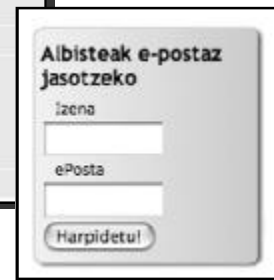 Albisteak e-postaz
jasotzeko
Izena
ePosta
Harpidetu!